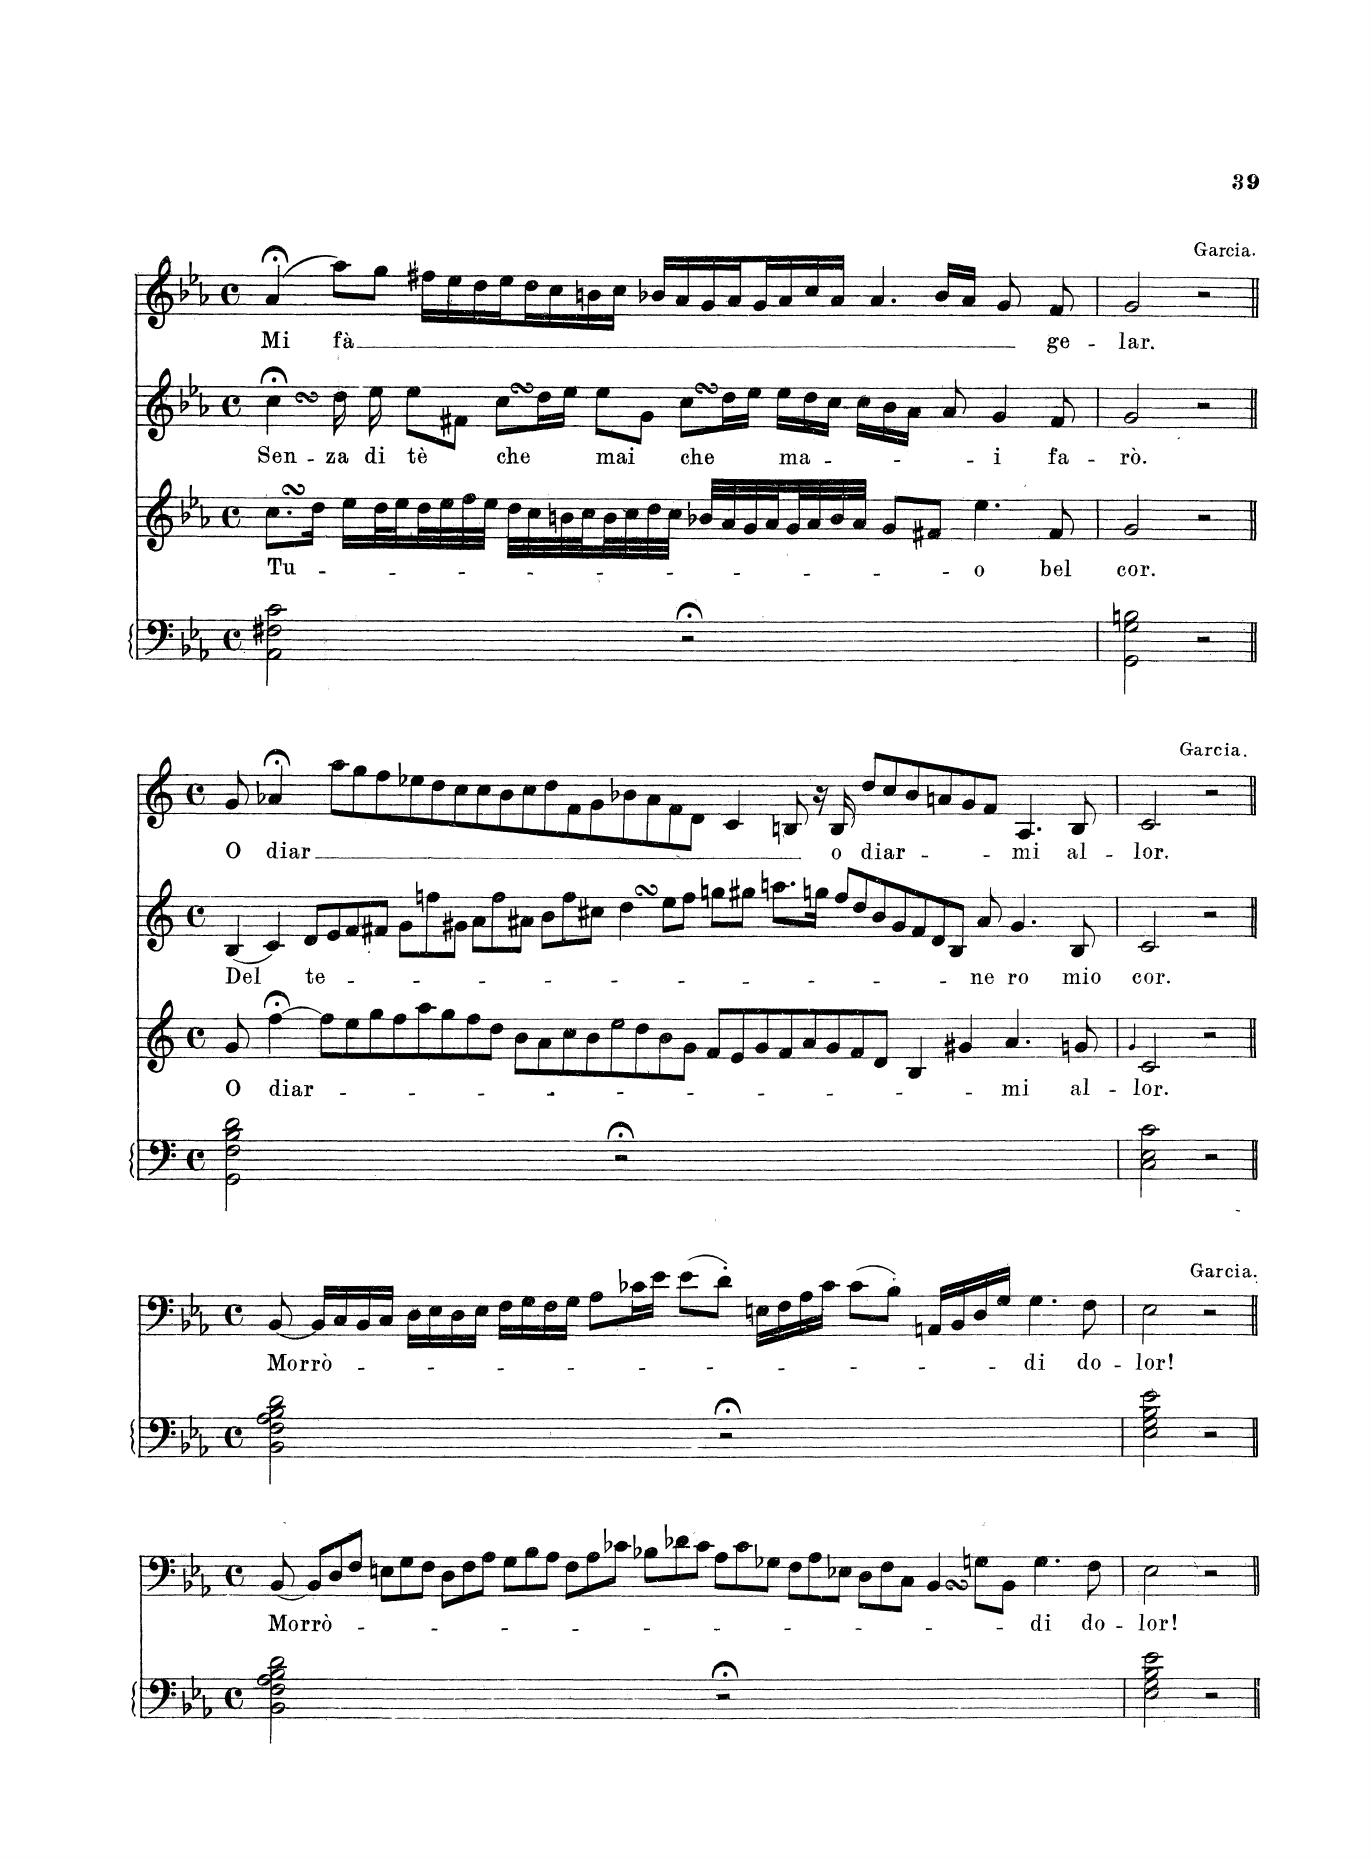 39
Garcia.
Mi fà ge - lar.
Sen - za di tè che mai che ma - - - - i fa - rò.
Tu - - - - - - - - - - - - o bel cor.
Garcia.
O diar o diar - - - mi al - lor.
Del te - - - - - - - - - - - - ne ro mio cor.
O diar - - - - - - - - - - - mi al - lor.
Garcia.
Morrò - - - - - - - - - - - - di do - lor!
Morrò - - - - - - - - - - - - di do - lor!